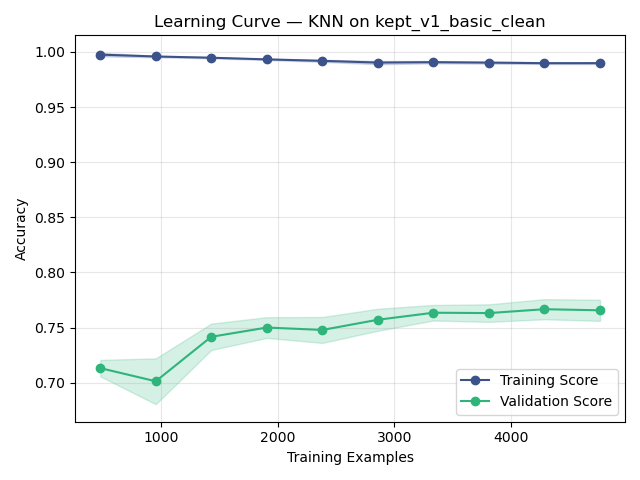 Learning Curve — KNN on kept_v1_basic_clean
Accuracy
1.00
0.95
0.90
0.85
0.80
0.75
0.70
1000
2000
3000
4000
Training Examples
Training Score
Validation Score